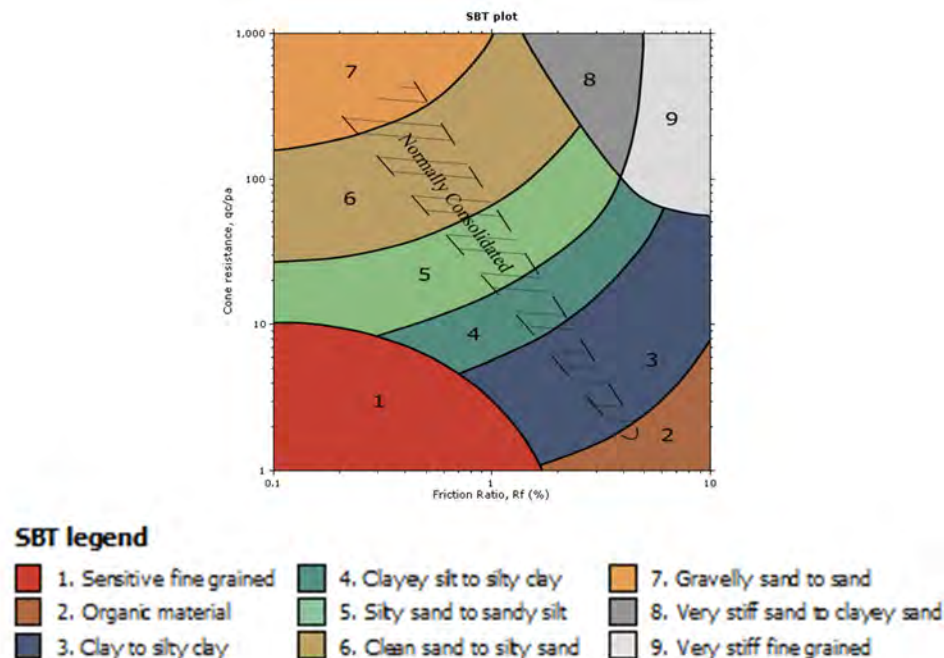 SBT plot
1,000
7
8
9
Normally Consolidated
100
6
Cone resistance, qc/pa
5
10
4
3
1
2
1
0.1
1
10
Friction Ratio, Rf (%)
SBT legend
1. Sensitive fine grained
4. Clayey silt to silty clay
7. Gravelly sand to sand
2. Organic material
5. Silty sand to sandy silt
8. Very stiff sand to clayey sand
3. Clay to silty clay
6. Clean sand to silty sand
9. Very stiff fine grained